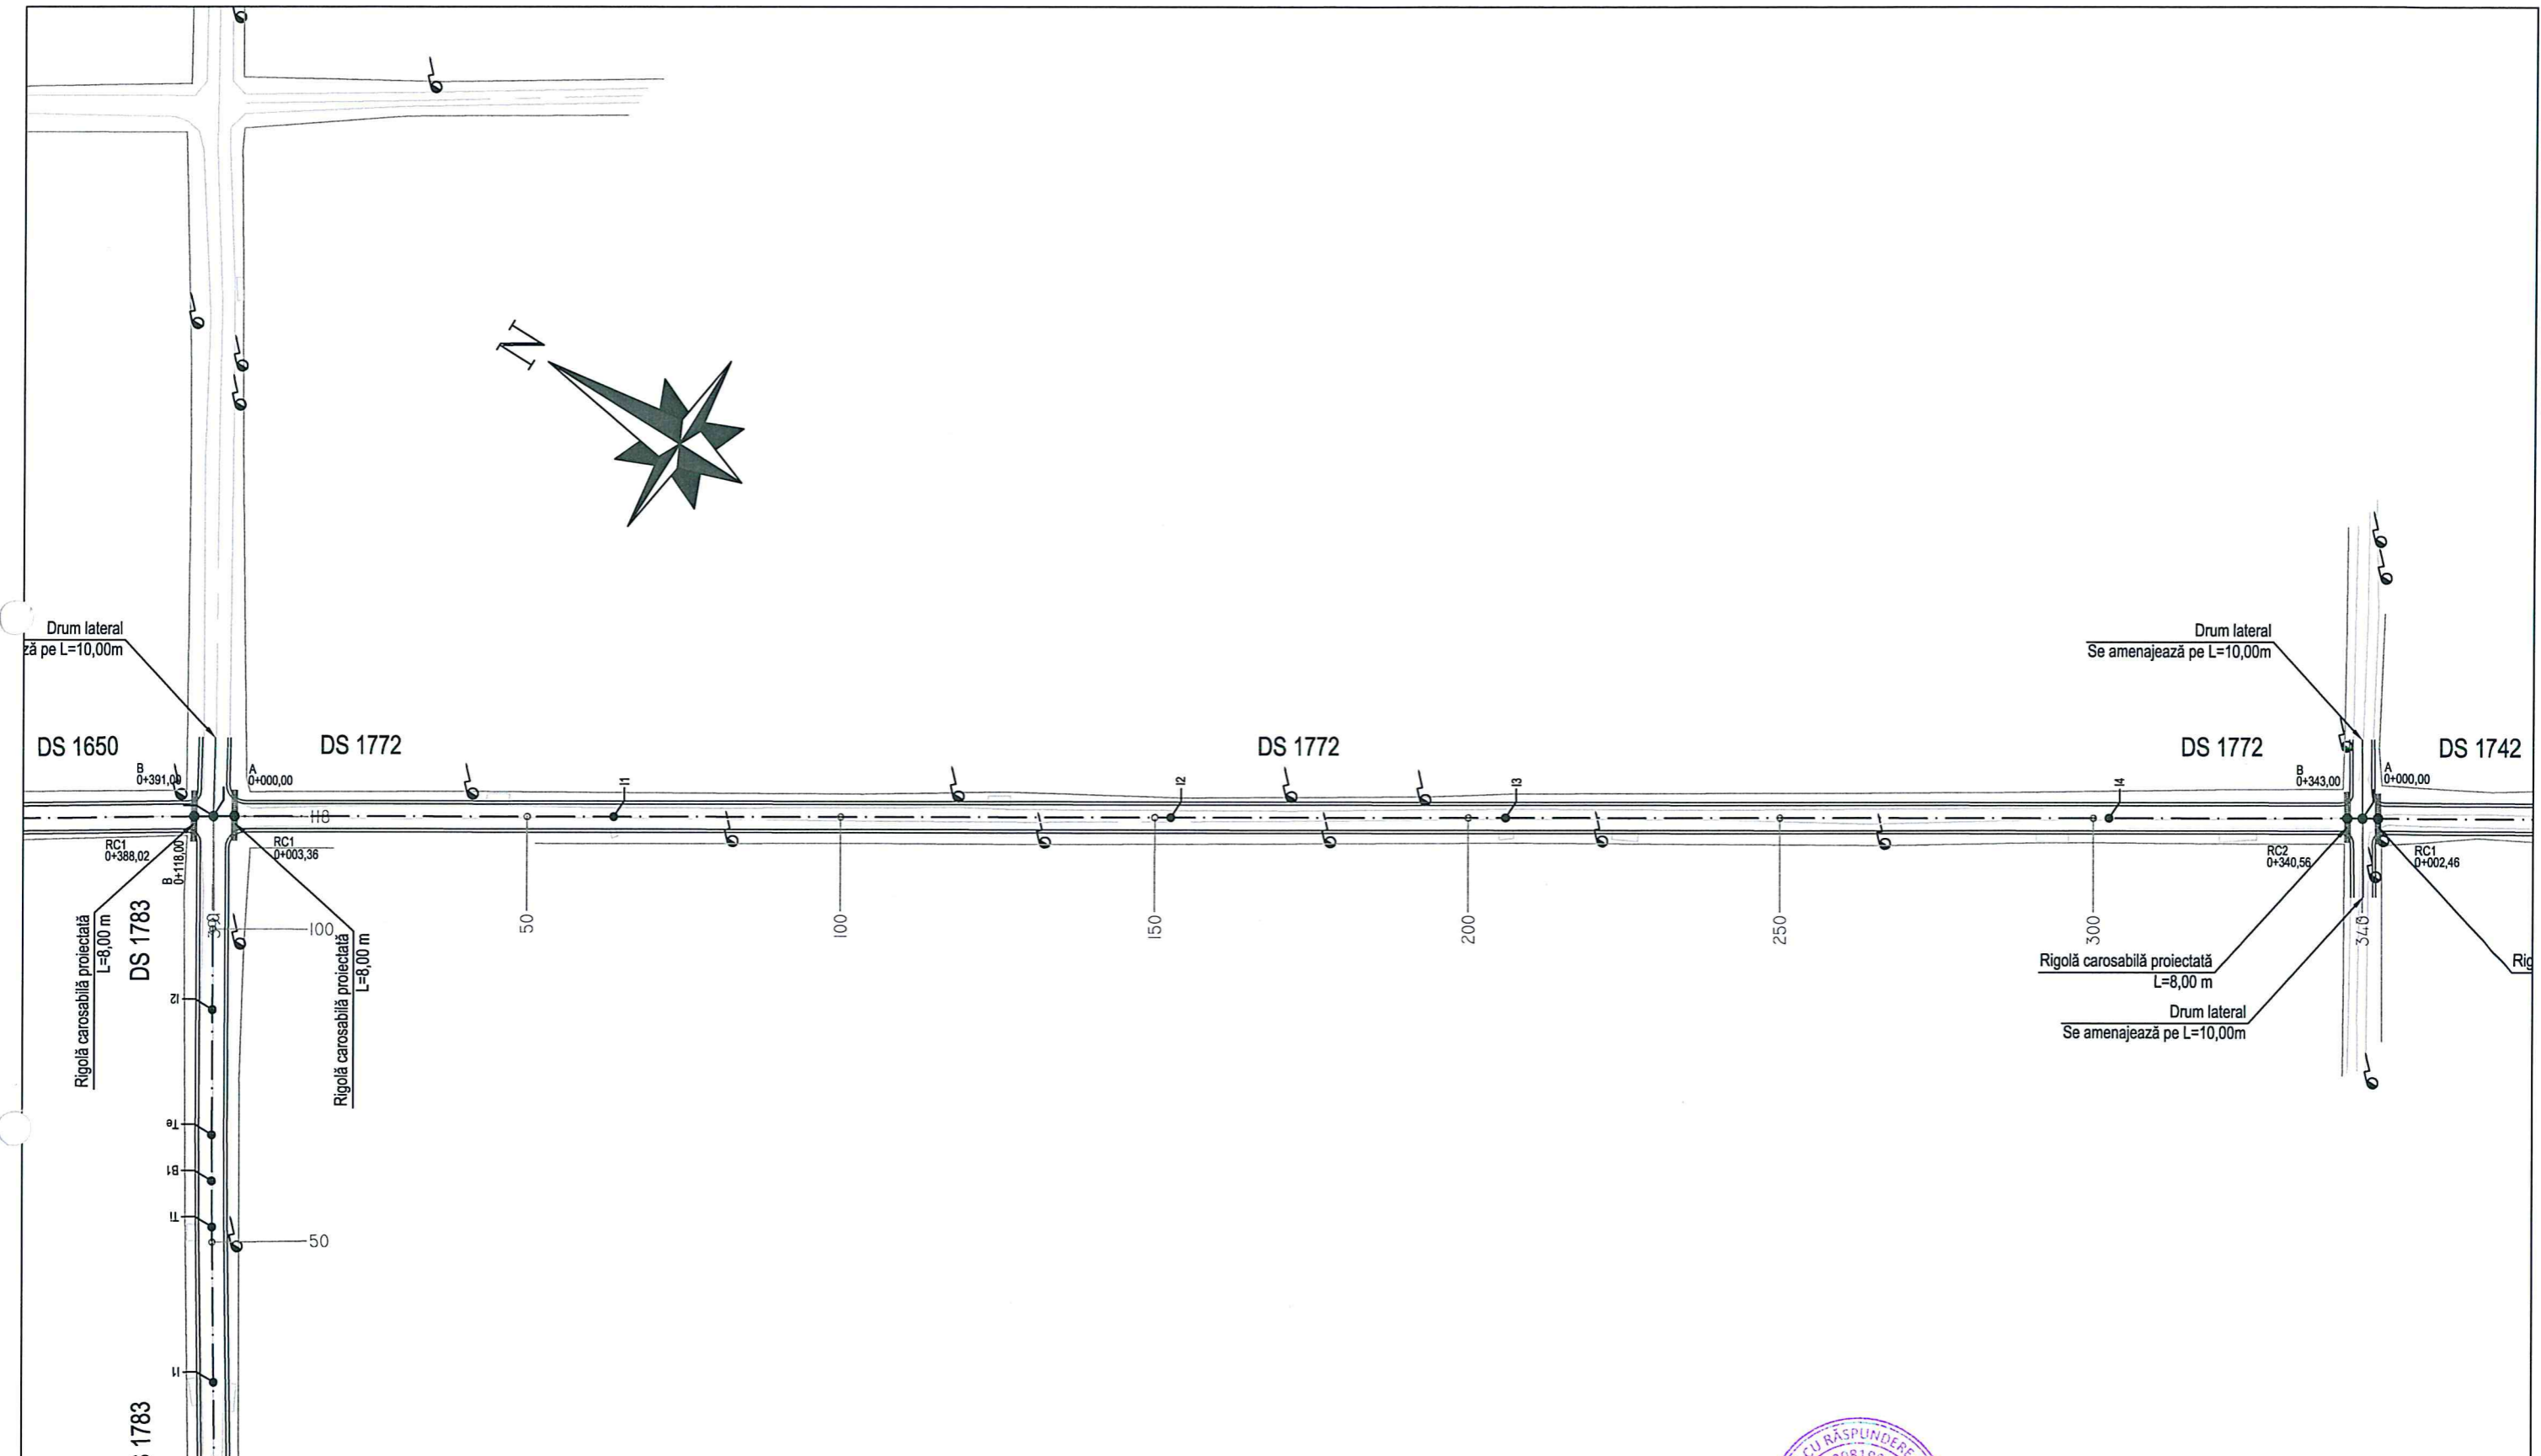 N
Drum lateral
ză pe L=10,00m
Drum lateral
Se amenajează pe L=10,00m
DS 1650
DS 1772
DS 1772
DS 1772
DS 1742
B
0+391,00
A
0+000,00
B
0+343,00
A
0+000,00
I1
I2
I3
I4
118
RC1
0+388,02
B
0+118,00
RC1
0+003,36
RC2
0+340,56
RC1
0+002,46
50
100
150
200
250
300
340
100
DS 1783
Rigolă carosabilă proiectată
L=8,00 m
Rigolă carosabilă proiectată
L=8,00 m
Rigolă carosabilă proiectată
L=8,00 m
Rig
Drum lateral
Se amenajează pe L=10,00m
I2
Te
B1
Ti
50
I1
1783
CU RĂSPUNDERE